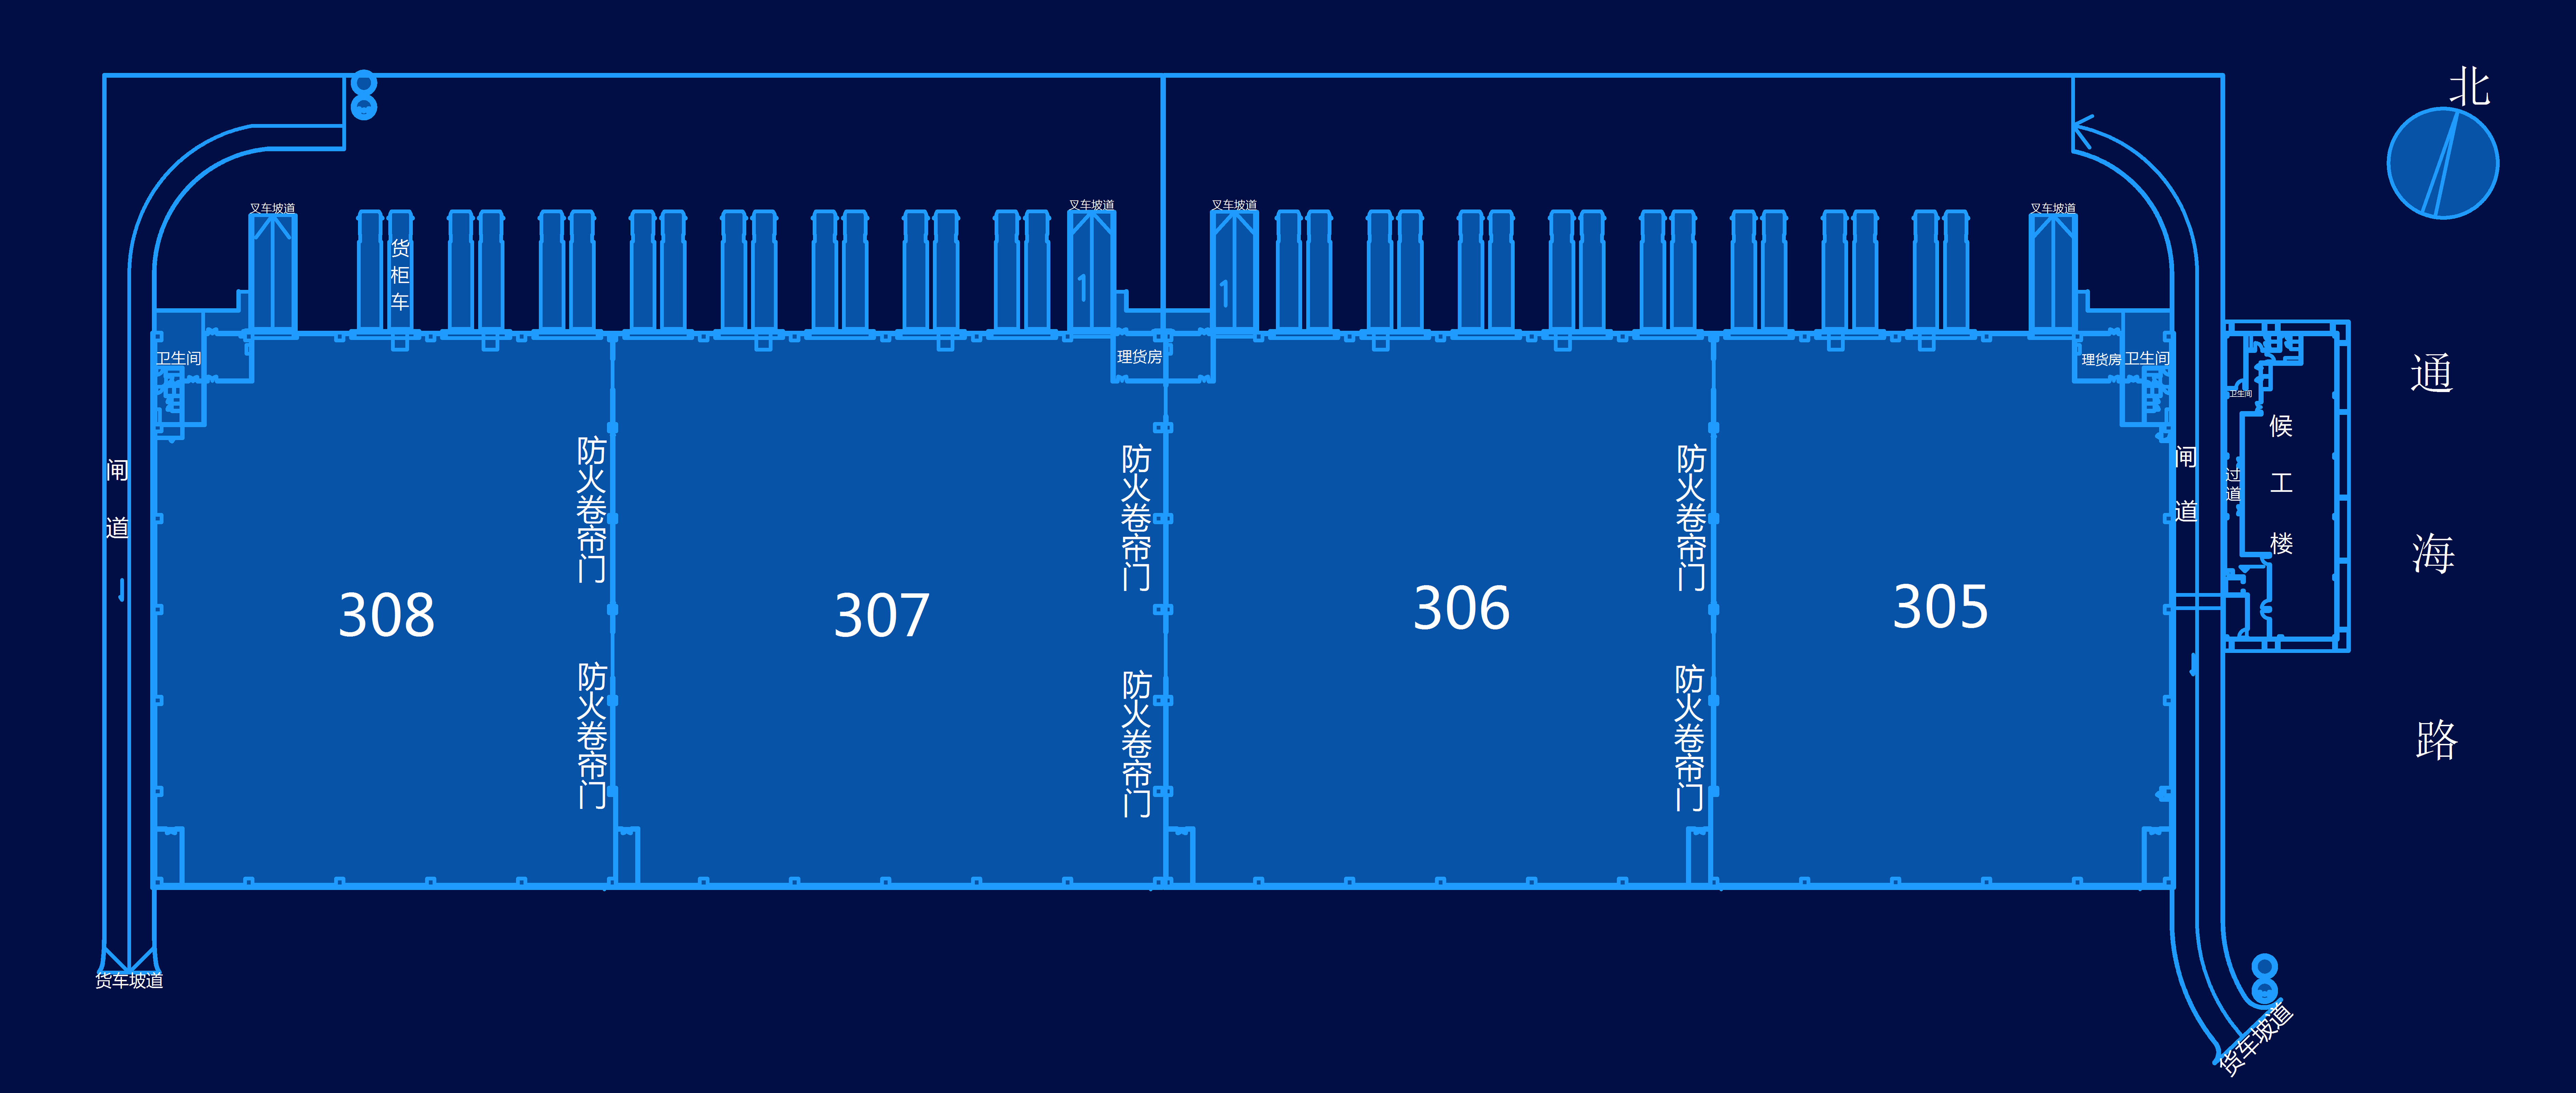 北
叉车坡道
叉车坡道
叉车坡道
叉车坡道
货柜车
卫生间
理货房
理货房
卫生间
通海路
卫生间
候工楼
过道
闸道
闸道
防火卷帘门
防火卷帘门
防火卷帘门
308
307
306
305
防火卷帘门
防火卷帘门
防火卷帘门
货车坡道
货车坡道